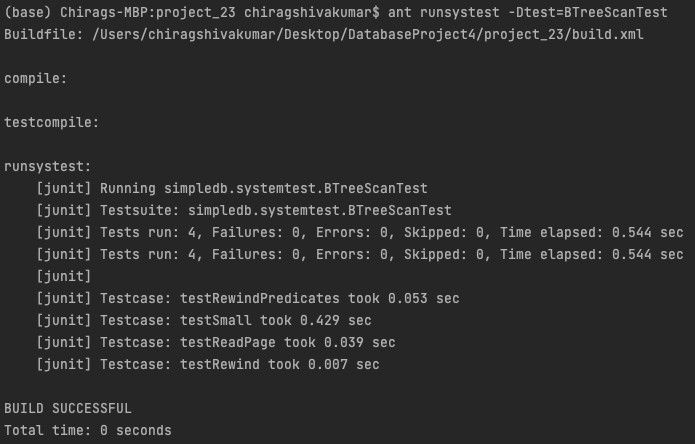 (base) Chirags-MBP:project_23 chiragshivakumar$ ant runsystest -Dtest=BTreeScanTest
Buildfile: /Users/chiragshivakumar/Desktop/DatabaseProject4/project_23/build.xml
compile:
testcompile:
runsystest:
[junit] Running simpledb.systemtest.BTreeScanTest
[junit] Testsuite: simpledb.systemtest.BTreeScanTest
[junit] Tests run: 4, Failures: 0, Errors: 0, Skipped: 0, Time elapsed: 0.544 sec
[junit] Tests run: 4, Failures: 0, Errors: 0, Skipped: 0, Time elapsed: 0.544 sec
[junit]
[junit] Testcase: testRewindPredicates took 0.053 sec
[junit] Testcase: testSmall took 0.429 sec
[junit] Testcase: testReadPage took 0.039 sec
[junit] Testcase: testRewind took 0.007 sec
BUILD SUCCESSFUL
Total time: 0 seconds